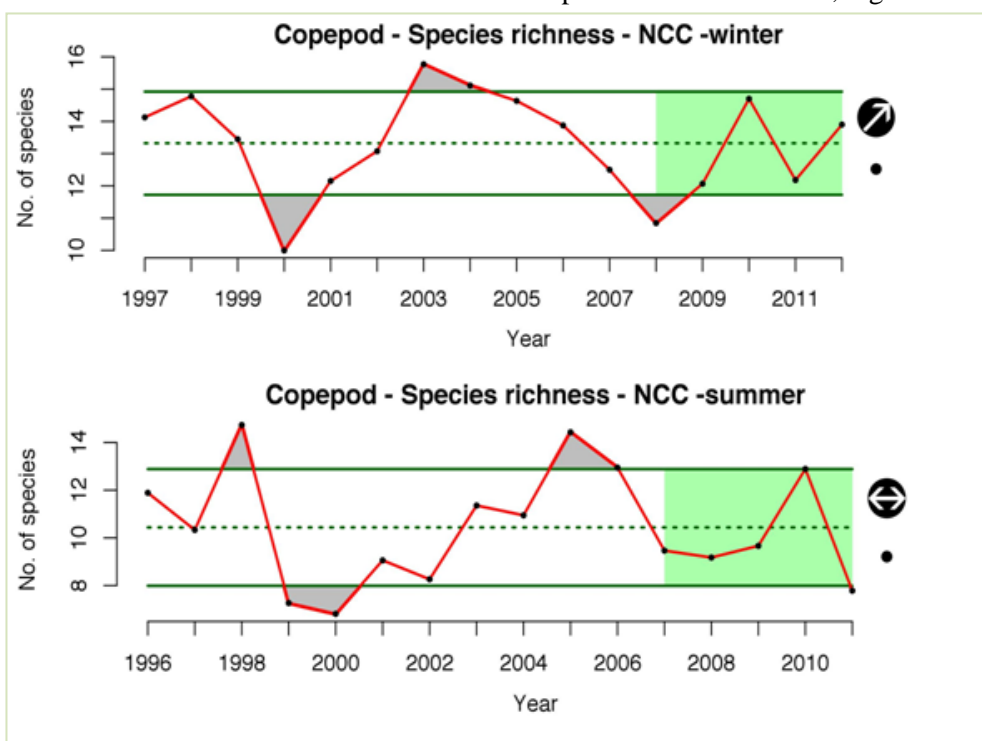 Copepod - Species richness - NCC -winter
No. of species
16
14
12
10
1997 1999 2001 2003 2005 2007 2009 2011
Year
Copepod - Species richness - NCC -summer
No. of species
14
12
10
8
1996 1998 2000 2002 2004 2006 2008 2010
Year